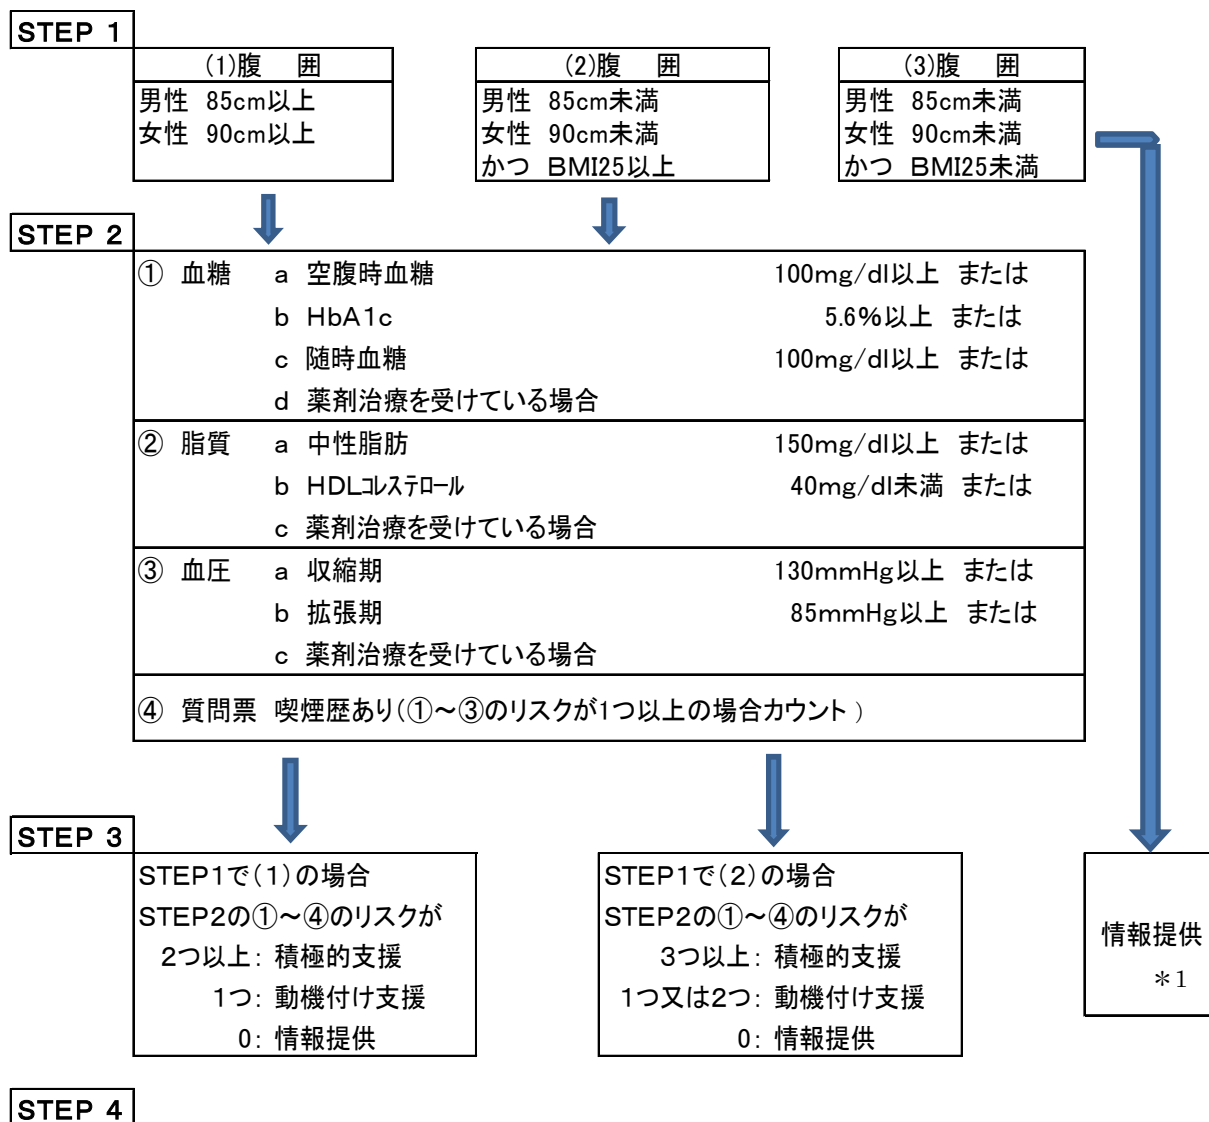 STEP 1
(1)腹 囲
男性 85cm以上
女性 90cm以上
(2)腹 囲
男性 85cm未満
女性 90cm未満
かつ BMI25以上
(3)腹 囲
男性 85cm未満
女性 90cm未満
かつ BMI25未満
STEP 2
① 血糖 a 空腹時血糖 100mg/dl以上 または
b HbA1c 5.6%以上 または
c 随時血糖 100mg/dl以上 または
d 薬剤治療を受けている場合
② 脂質 a 中性脂肪 150mg/dl以上 または
b HDLコレステロール 40mg/dl未満 または
c 薬剤治療を受けている場合
③ 血圧 a 収縮期 130mmHg以上 または
b 拡張期 85mmHg以上 または
c 薬剤治療を受けている場合
④ 質問票 喫煙歴あり(①~③のリスクが1つ以上の場合カウント)
STEP 3
STEP1で(1)の場合
STEP2の①~④のリスクが
2つ以上: 積極的支援
1つ: 動機付け支援
0: 情報提供
STEP1で(2)の場合
STEP2の①~④のリスクが
3つ以上: 積極的支援
1つ又は2つ: 動機付け支援
0: 情報提供
情報提供
*1
STEP 4